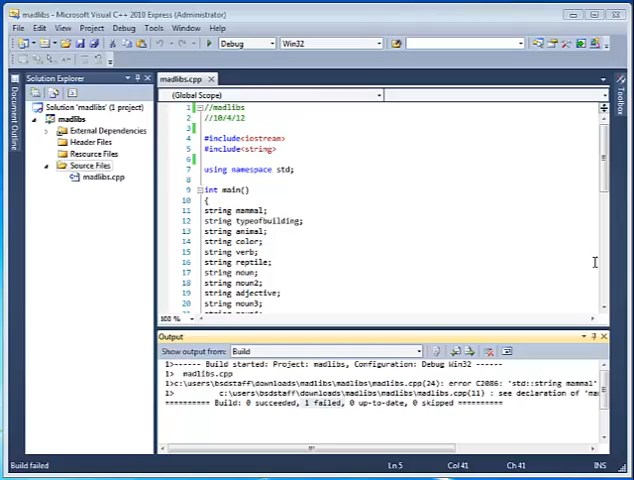 madlibs - Microsoft Visual C++ 2010 Express (Administrator)
File Edit View Project Debug Tools Window Help
Debug Win32
Solution Explorer
Solution 'madlibs' (1 project)
madlibs
External Dependencies
Header Files
Resource Files
Source Files
madlibs.cpp
Document Outline
madlibs.cpp
(Global Scope)
1 //madlibs
2 //10/4/12
3
4 #include<iostream>
5 #include<string>
6
7 using namespace std;
8
9 int main()
10 {
11 string mammal;
12 string typeofbuilding;
13 string animal;
14 string color;
15 string verb;
16 string reptile;
17 string noun;
18 string noun2;
19 string adjective;
20 string noun3;
100 %
Toolbox
Output
Show output from: Build
1>------ Build started: Project: madlibs, Configuration: Debug Win32 ------
1> madlibs.cpp
1>c:\users\bsdstaff\downloads\madlibs\madlibs\madlibs.cpp(24): error C2086: 'std::string mammal'
1> c:\users\bsdstaff\downloads\madlibs\madlibs\madlibs.cpp(11) : see declaration of 'ma
========== Build: 0 succeeded, 1 failed, 0 up-to-date, 0 skipped ==========
Build failed Ln 5 Col 41 Ch 41 INS